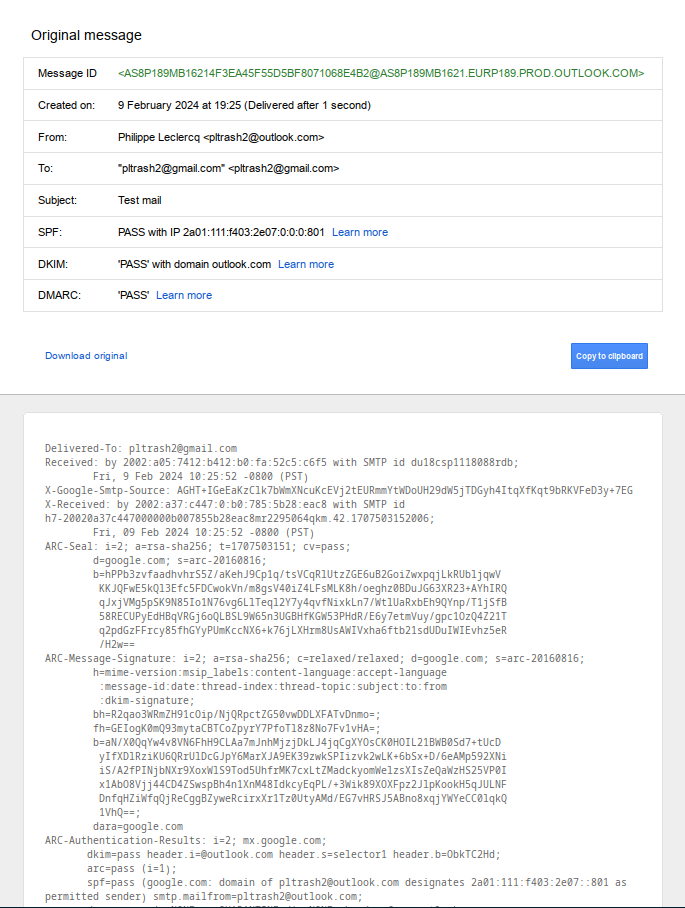 Original message
Message ID <AS8P189MB16214F3EA45F55D5BF8071068E4B2@AS8P189MB1621.EURP189.PROD.OUTLOOK.COM>
Created on: 9 February 2024 at 19:25 (Delivered after 1 second)
From: Philippe Leclercq <pltrash2@outlook.com>
To: "pltrash2@gmail.com" <pltrash2@gmail.com>
Subject: Test mail
SPF: PASS with IP 2a01:111:f403:2e07:0:0:0:801 Learn more
DKIM: 'PASS' with domain outlook.com Learn more
DMARC: 'PASS' Learn more
Download original
Copy to clipboard
Delivered-To: pltrash2@gmail.com
Received: by 2002:a05:7412:b412:b0:fa:52c5:c6f5 with SMTP id du18csp1118088rdb;
Fri, 9 Feb 2024 10:25:52 -0800 (PST)
X-Google-Smtp-Source: AGHT+IGeEaKzClk7bWmXNcuKcEVj2tEURmmYtWDoUH29dW5jTDGyh4ItqXfKqt9bRKVFeD3y+7EG
X-Received: by 2002:a37:c447:0:b0:785:5b28:eac8 with SMTP id
h7-20020a37c447000000b007855b28eac8mr2295064qkm.42.1707503152006;
Fri, 09 Feb 2024 10:25:52 -0800 (PST)
ARC-Seal: i=2; a=rsa-sha256; t=1707503151; cv=pass;
d=google.com; s=arc-20160816;
b=hPPb3zvfaadhvhrS5Z/aKehJ9Cp1q/tsVCqRlUtzZGE6uB2GoiZwxpqjLkRUbljqwV
KKJQFwE5kQl3Efc5FDCwokVn/m8gsV40iZ4LFsMLK8h/oeghz0BDuJG63XR23+AYhIRQ
qJxjVMg5pSK9N85Io1N76vg6LlTeql2Y7y4qvfNixkLn7/Wt1UaRxbEh9QYnp/T1jSfB
58RECUPyEdHBqVRGj6oQLBSL9W65n3UGBHfKGW53PHdR/E6y7etmVuy/gpc1OzQ4Z21T
q2pdGzFFrcy85fhGYyPUmKccNX6+k76jLXHrm8UsAWIVxha6ftb21sdUDuIWIEvhz5eR
/H2w==
ARC-Message-Signature: i=2; a=rsa-sha256; c=relaxed/relaxed; d=google.com; s=arc-20160816;
h=mime-version:msip_labels:content-language:accept-language
:message-id:date:thread-index:thread-topic:subject:to:from
:dkim-signature;
bh=R2qao3WRmZH91cOip/NjQRpctZG50vwDDLXFATvDnmo=;
fh=GEIogK0mQ93mytaCBTCoZpyrY7PfoTl8z8No7Fv1vHA=;
b=aN/X0QqYw4v8VN6FhH9CLAa7mJnhMjzjDkLJ4jqCgXYOsCK0HOIL21BWB0Sd7+tUcD
yIfXDlRziKU6QRrUlDcGJpY6MarXJA9EK39zwkSPIizvk2wLK+6bSx+D/6eAMp592XNi
iS/A2fPINjbNXr9XoxWlS9Tod5UhfrMK7cxLtZMadckyomWelzsXIsZeQaWzHS25VP0I
x1AbO8Vjj44CD4ZSwspBh4n1XnM48IdkcyEqPL/+3Wik89XOXFpz2J1pKookH5qJULNF
DnfqHZiWfqQjReCggBZyweRcirxXr1Tz0UtyAMd/EG7vHRSJ5ABno8xqjYWYeCC0lqkQ
1VhQ==;
dara=google.com
ARC-Authentication-Results: i=2; mx.google.com;
dkim=pass header.i=@outlook.com header.s=selector1 header.b=ObkTC2Hd;
arc=pass (i=1);
spf=pass (google.com: domain of pltrash2@outlook.com designates 2a01:111:f403:2e07::801 as
permitted sender) smtp.mailfrom=pltrash2@outlook.com;